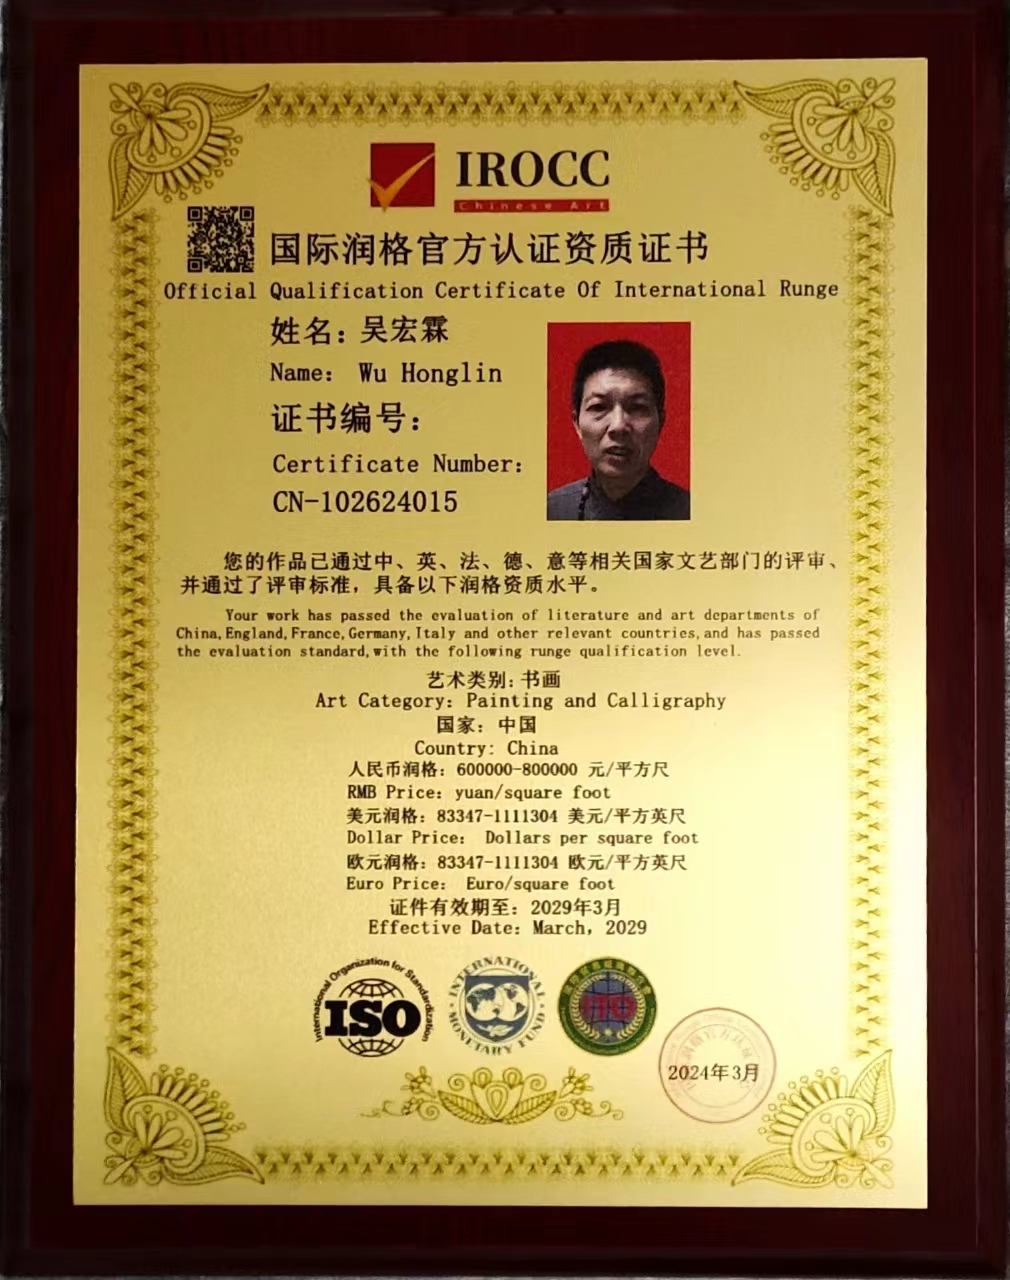 IROCC
Chinese Art
国际润格官方认证资质证书
Official Qualification Certificate Of International Runge
姓名：吴宏霖
Name： Wu Honglin
证书编号：
Certificate Number：
CN-102624015
您的作品已通过中、英、法、德、意等相关国家文艺部门的评审、
并通过了评审标准，具备以下润格资质水平。
Your work has passed the evaluation of literature and art departments of
China,England,France,Germany,Italy and other relevant countries,and has passed
the evaluation standard,with the following runge qualification level.
艺术类别：书画
Art Category：Painting and Calligraphy
国家：中国
Country: China
人民币润格：600000-800000 元/平方尺
RMB Price：yuan/square foot
美元润格：83347-1111304 美元/平方英尺
Dollar Price： Dollars per square foot
欧元润格：83347-1111304 欧元/平方英尺
Euro Price： Euro/square foot
证件有效期至：2029年3月
Effective Date：March，2029
International Organization for Standardization
ISO
INTERNATIONAL MONETARY FUND
ITO
2024年3月